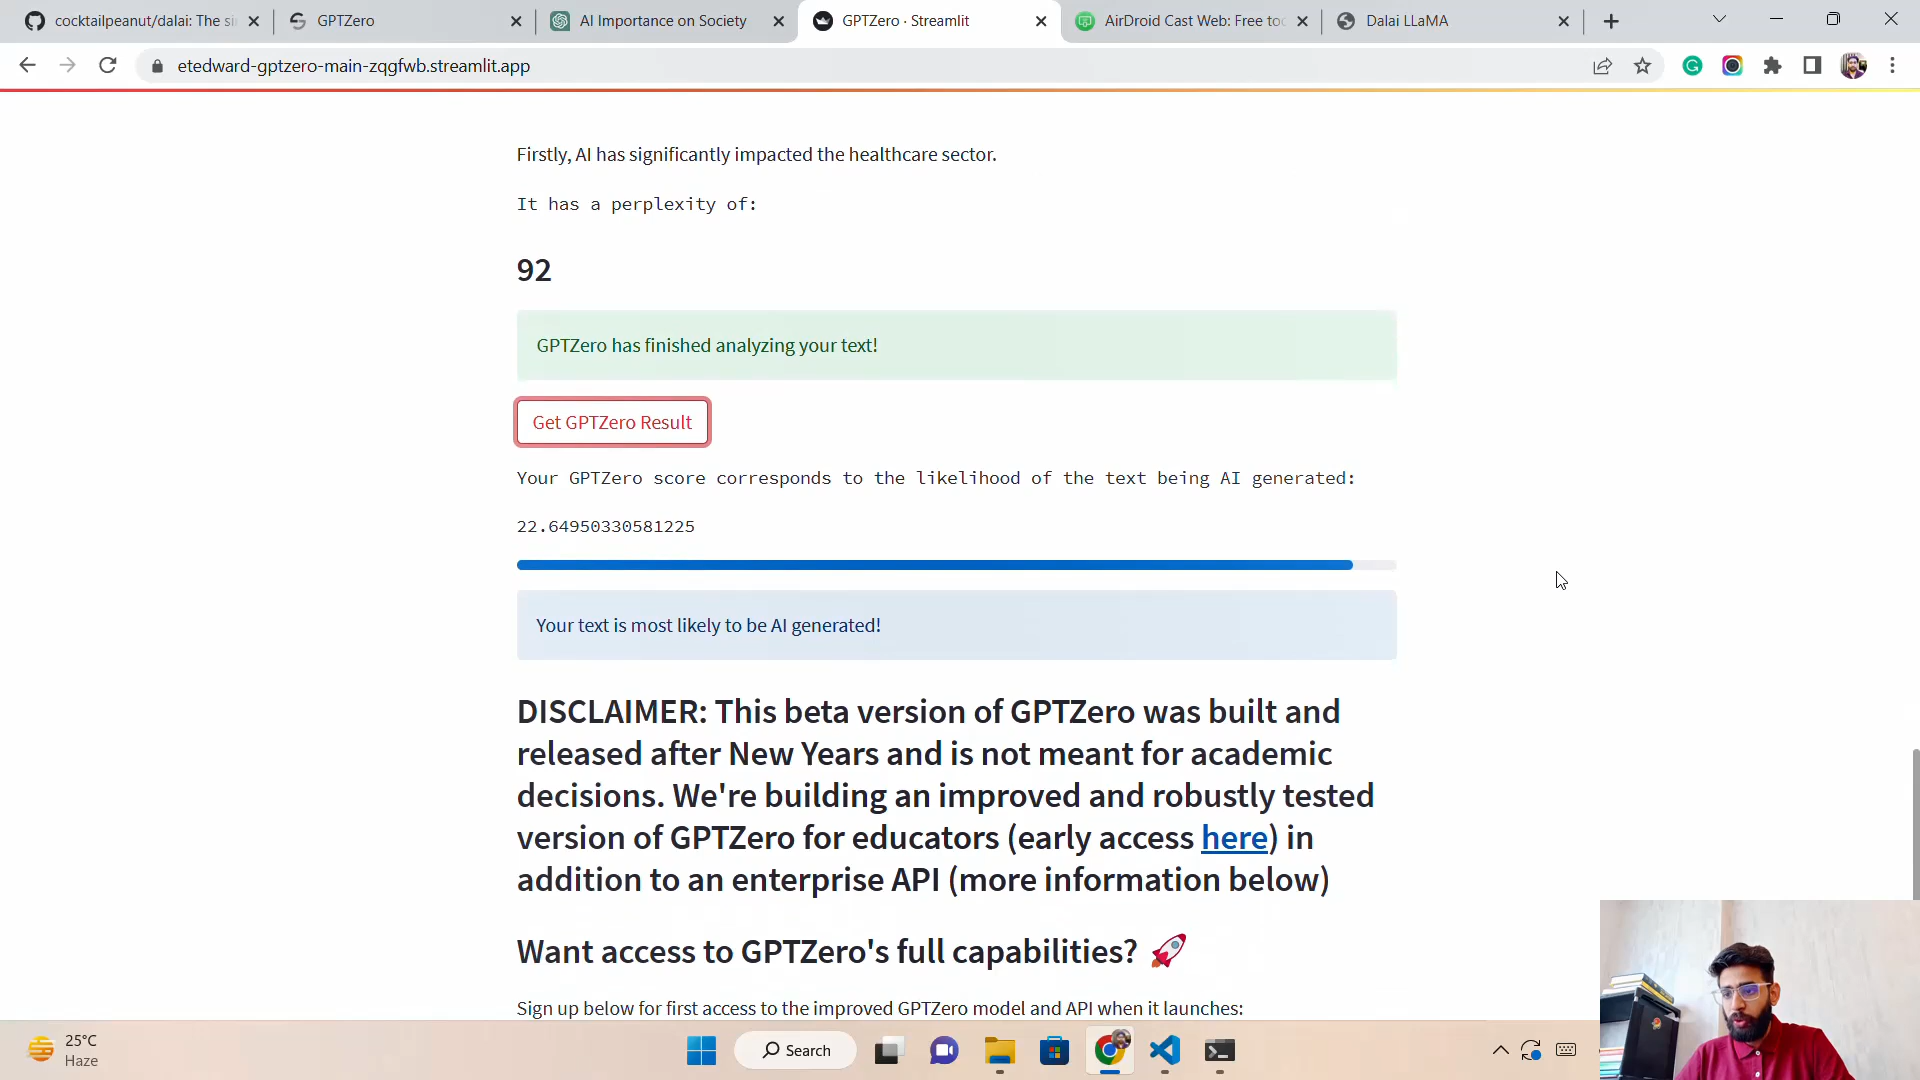 cocktailpeanut/dalai: The si
GPTZero
AI Importance on Society
GPTZero · Streamlit
AirDroid Cast Web: Free too
Dalai LLaMA
etedward-gptzero-main-zqgfwb.streamlit.app
Firstly, AI has significantly impacted the healthcare sector.
It has a perplexity of:
92
GPTZero has finished analyzing your text!
Get GPTZero Result
Your GPTZero score corresponds to the likelihood of the text being AI generated:
22.64950330581225
Your text is most likely to be AI generated!
DISCLAIMER: This beta version of GPTZero was built and
released after New Years and is not meant for academic
decisions. We're building an improved and robustly tested
version of GPTZero for educators (early access here) in
addition to an enterprise API (more information below)
Want access to GPTZero's full capabilities? 🚀
Sign up below for first access to the improved GPTZero model and API when it launches:
25°C
Haze
Search